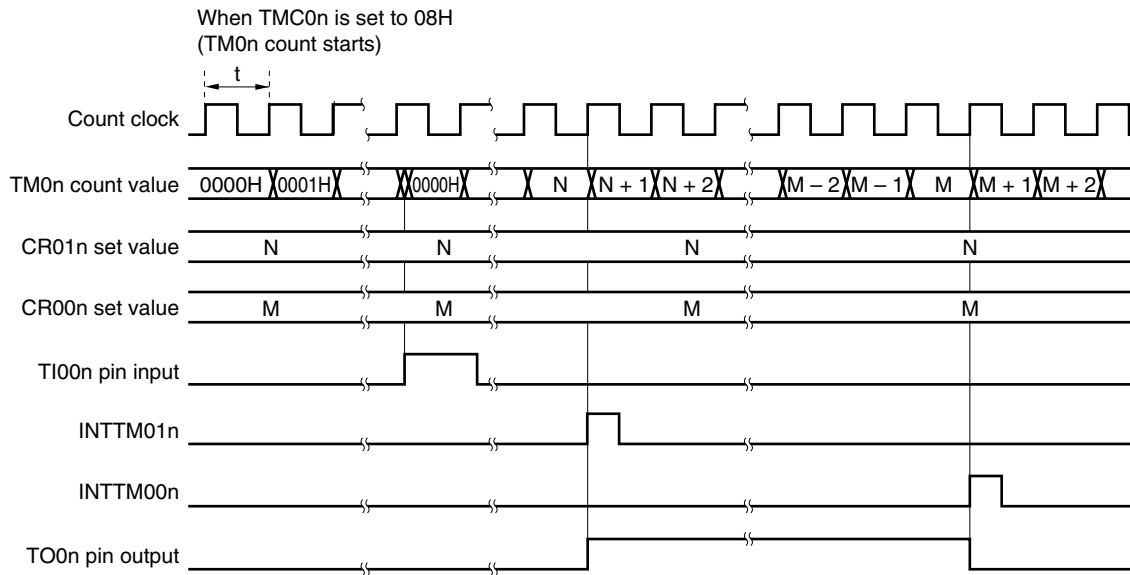 When TMC0n is set to 08H
(TM0n count starts)
t
Count clock
TM0n count value 0000H 0001H 0000H N N + 1 N + 2 M – 2 M – 1 M M + 1 M + 2
CR01n set value N N N N
CR00n set value M M M M
TI00n pin input
INTTM01n
INTTM00n
TO0n pin output